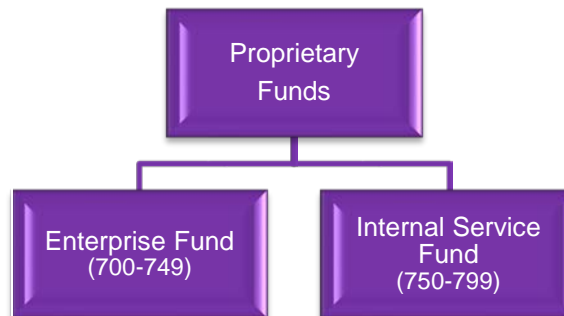 Proprietary
Funds
Enterprise Fund
(700-749)
Internal Service
Fund
(750-799)